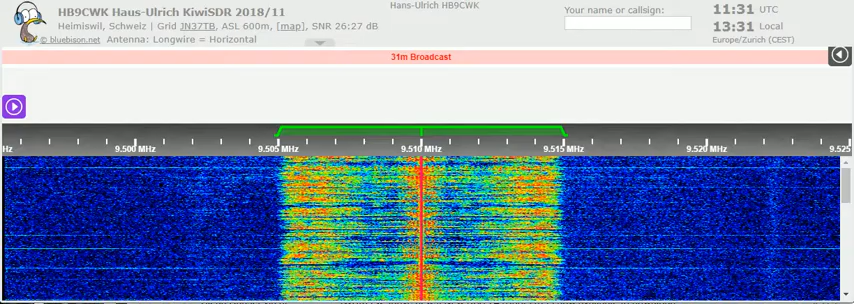 HB9CWK Haus-Ulrich KiwiSDR 2018/11
Hans-Ulrich HB9CWK
Heimiswil, Schweiz | Grid JN37TB, ASL 600m, [map], SNR 26:27 dB
© bluebison.net Antenna: Longwire = Horizontal
Your name or callsign:
11:31 UTC
13:31 Local
Europe/Zurich (CEST)
31m Broadcast
Hz 9.500 MHz 9.505 MHz 9.510 MHz 9.515 MHz 9.520 MHz 9.525